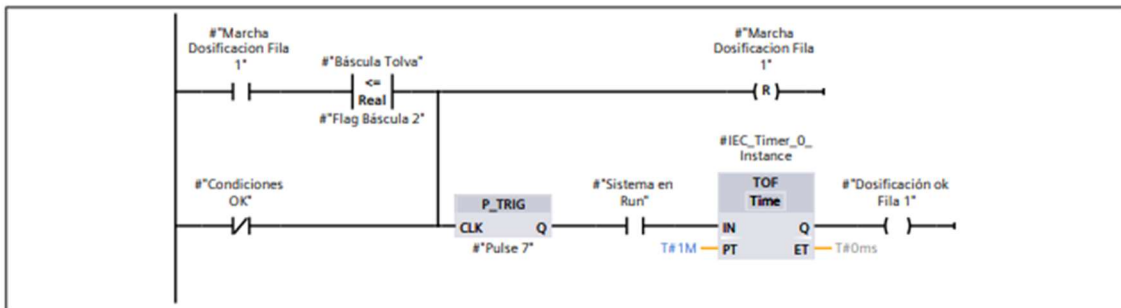 #"Marcha
Dosificacion Fila
1"
#"Báscula Tolva"
<=
Real
#"Flag Báscula 2"
#"Marcha
Dosificacion Fila
1"
R
#"Condiciones
OK"
P_TRIG
CLK Q
#"Pulse 7"
#"Sistema en
Run"
#IEC_Timer_0_
Instance
TOF
Time
IN Q
T#1M PT ET T#0ms
#"Dosificación ok
Fila 1"